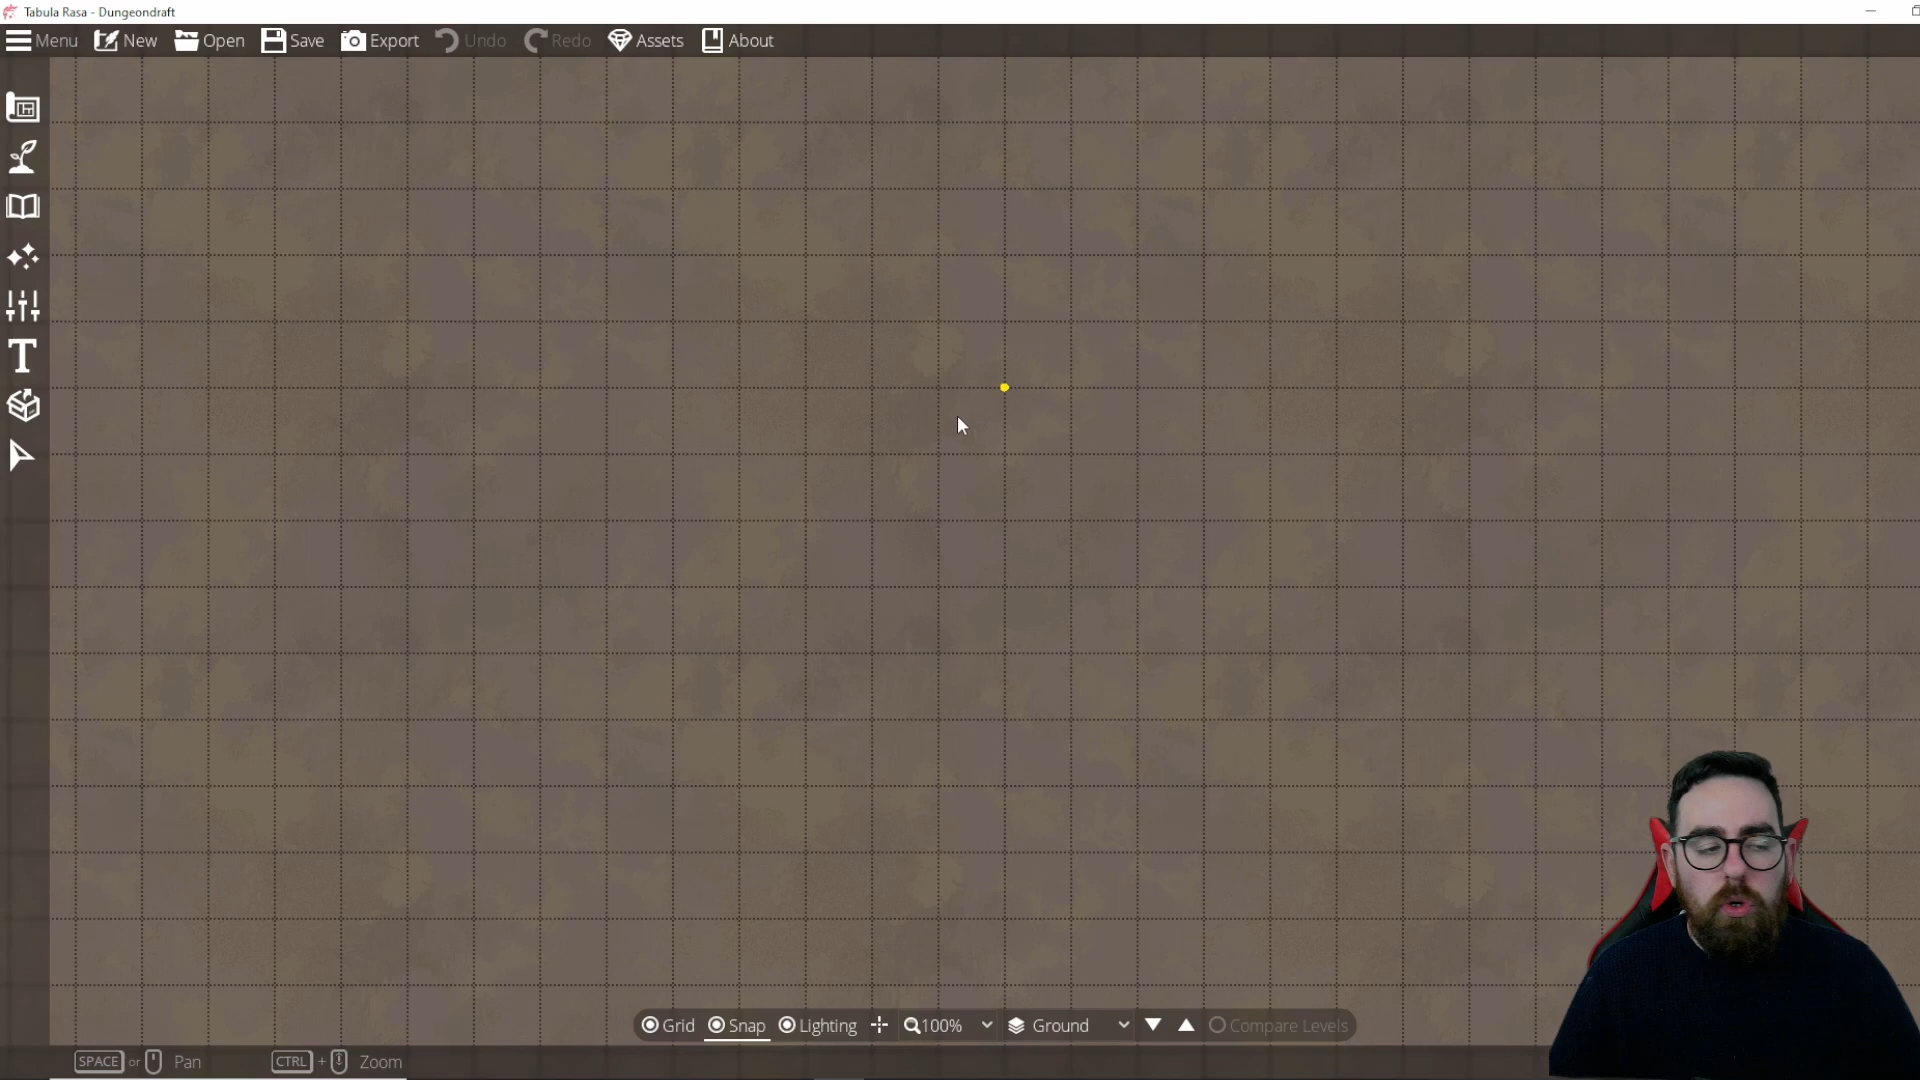 Tabula Rasa - Dungeondraft
Menu New Open Save Export Undo Redo Assets About
T
Grid Snap Lighting 100% Ground Compare Levels
SPACE or Pan CTRL + Zoom